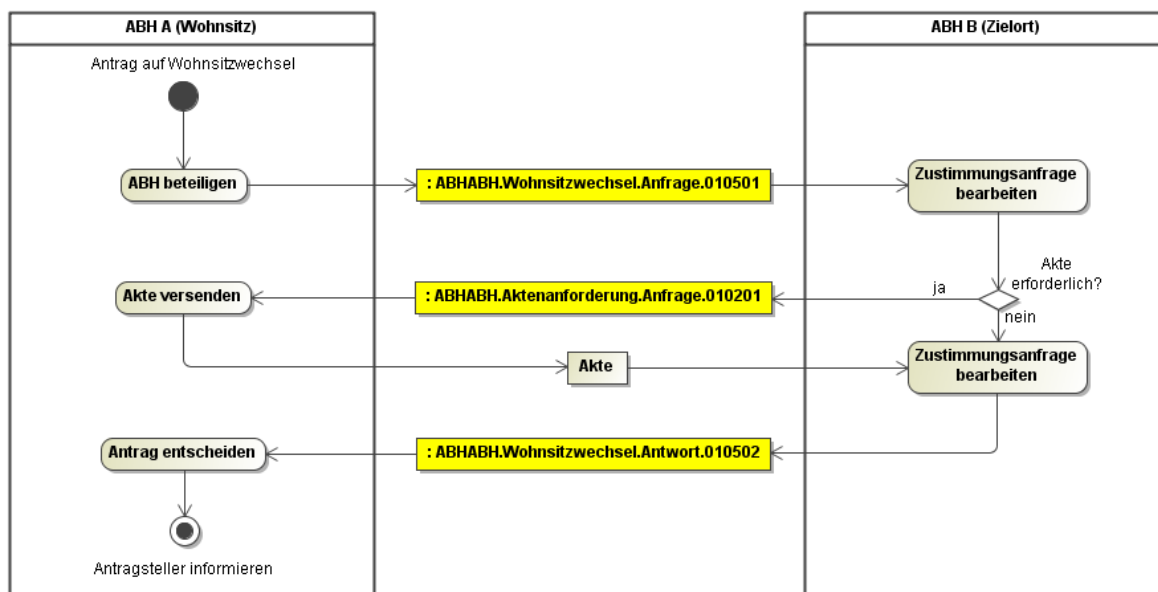 ABH A (Wohnsitz)
ABH B (Zielort)
Antrag auf Wohnsitzwechsel
ABH beteiligen
: ABHABH.Wohnsitzwechsel.Anfrage.010501
Zustimmungsanfrage
bearbeiten
Akte
erforderlich?
ja
nein
Akte versenden
: ABHABH.Aktenanforderung.Anfrage.010201
Akte
Zustimmungsanfrage
bearbeiten
Antrag entscheiden
: ABHABH.Wohnsitzwechsel.Antwort.010502
Antragsteller informieren